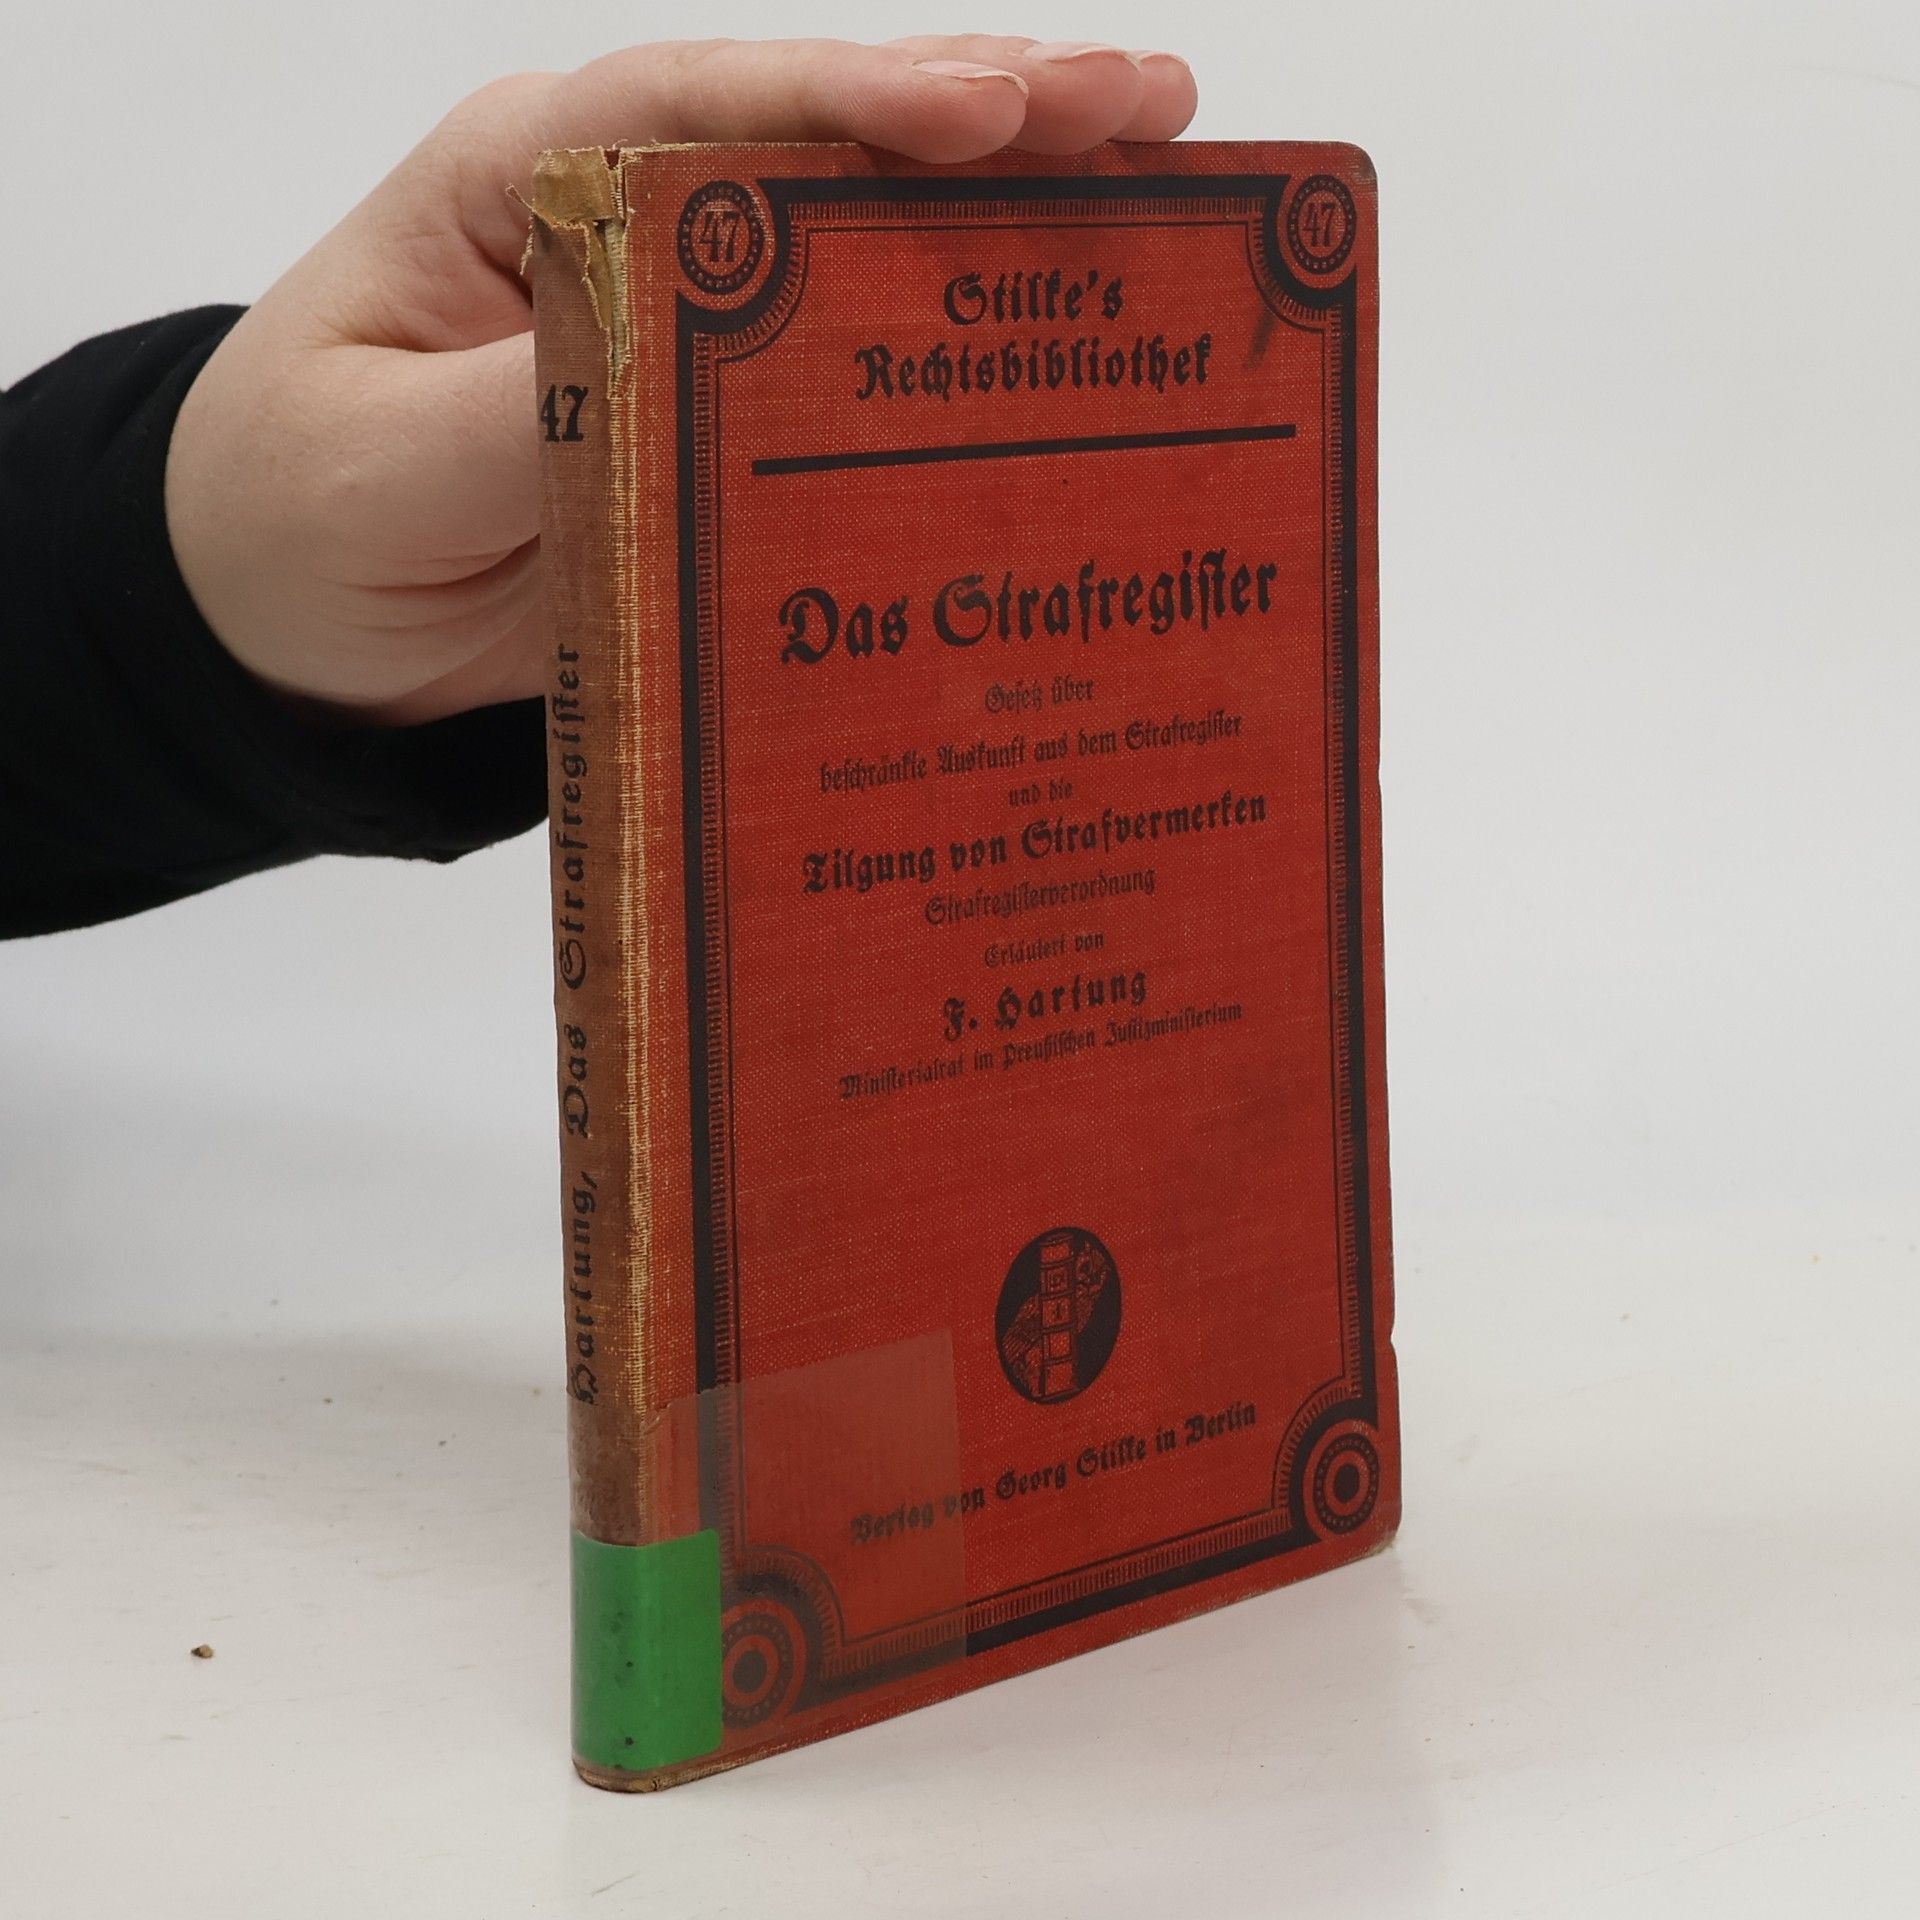 47
47
Stilke's
Rechtsbibliothek
Das Strafregister
Gesetz über
beschränkte Auskunft aus dem Strafregister
und die
Tilgung von Strafvermerken
Strafregisterverordnung
Erläutert von
F. Hartung
Ministerialrat im Preußischen Justizministerium
Verlag von Georg Stilke in Berlin
47
Hartung, Das Strafregister